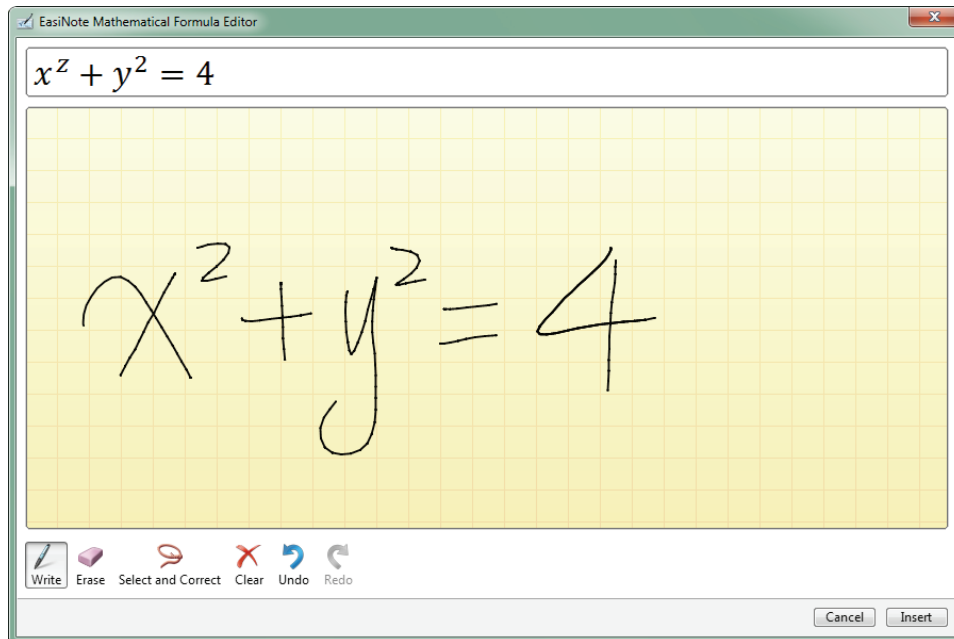 EasiNote Mathematical Formula Editor
x^z + y^2 = 4
x^2 + y^2 = 4
Write Erase Select and Correct Clear Undo Redo
Cancel Insert